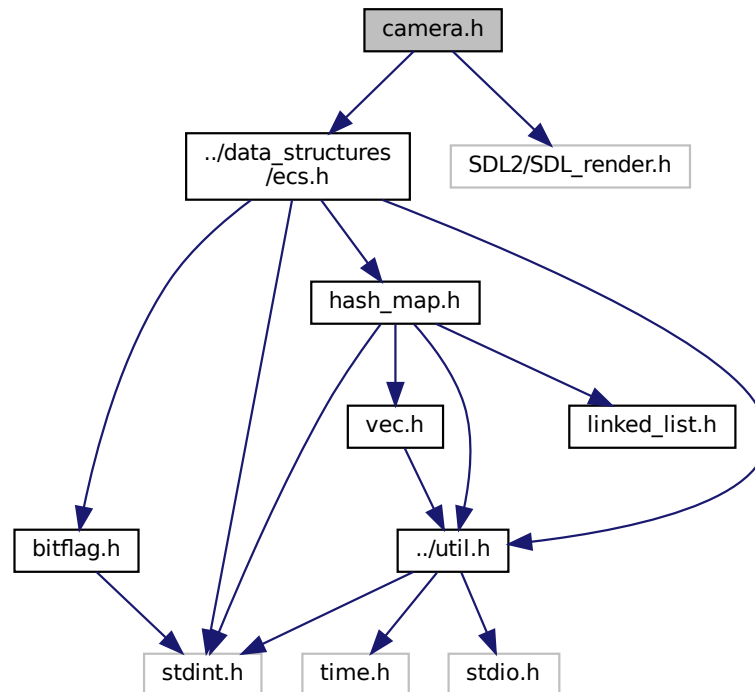 camera.h
../data_structures
/ecs.h
SDL2/SDL_render.h
hash_map.h
vec.h
linked_list.h
bitflag.h
../util.h
stdint.h
time.h
stdio.h